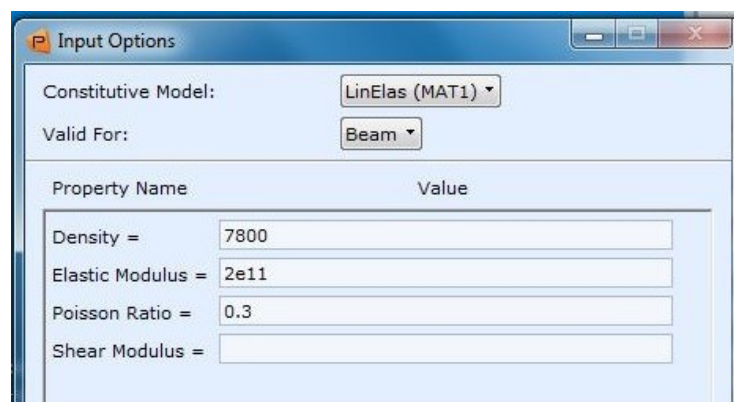 Input Options
Constitutive Model: LinElas (MAT1)
Valid For: Beam
Property Name Value
Density = 7800
Elastic Modulus = 2e11
Poisson Ratio = 0.3
Shear Modulus =